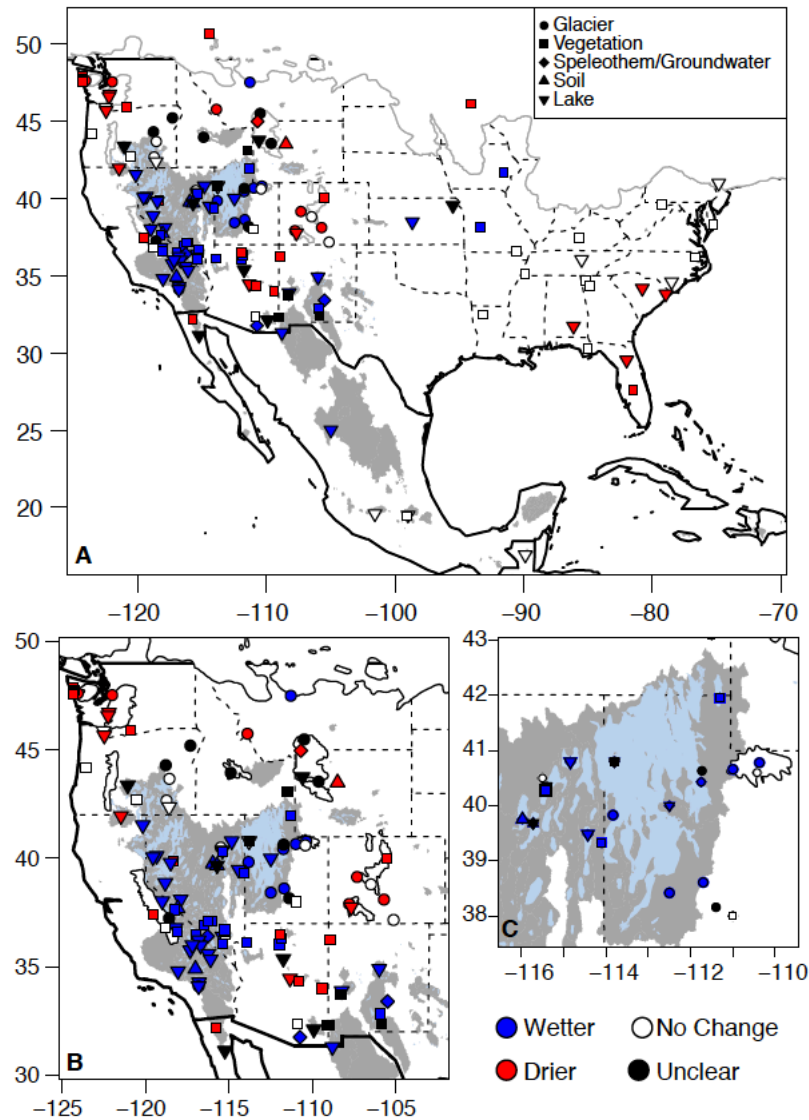 50
45
40
35
30
25
20
Glacier
Vegetation
Speleothem/Groundwater
Soil
Lake
A
−120
−110
−100
−90
−80
−70
50
45
40
35
30
B
−125
−120
−115
−110
−105
43
42
41
40
39
38
C
−116
−114
−112
−110
Wetter
No Change
Drier
Unclear